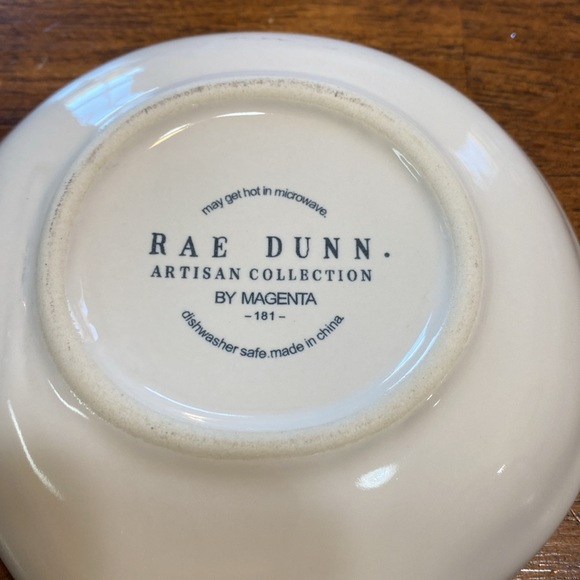 may get hot in microwave.
RAE DUNN.
ARTISAN COLLECTION
BY MAGENTA
-181-
dishwasher safe.made in china